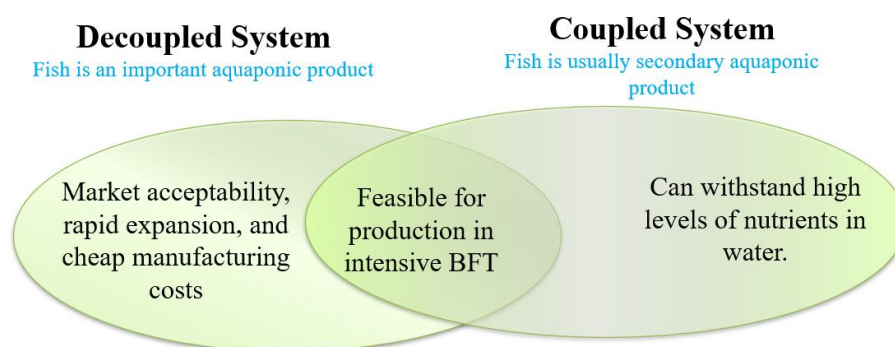 Decoupled System
Fish is an important aquaponic product
Coupled System
Fish is usually secondary aquaponic
product
Market acceptability,
rapid expansion, and
cheap manufacturing
costs
Feasible for
production in
intensive BFT
Can withstand high
levels of nutrients in
water.